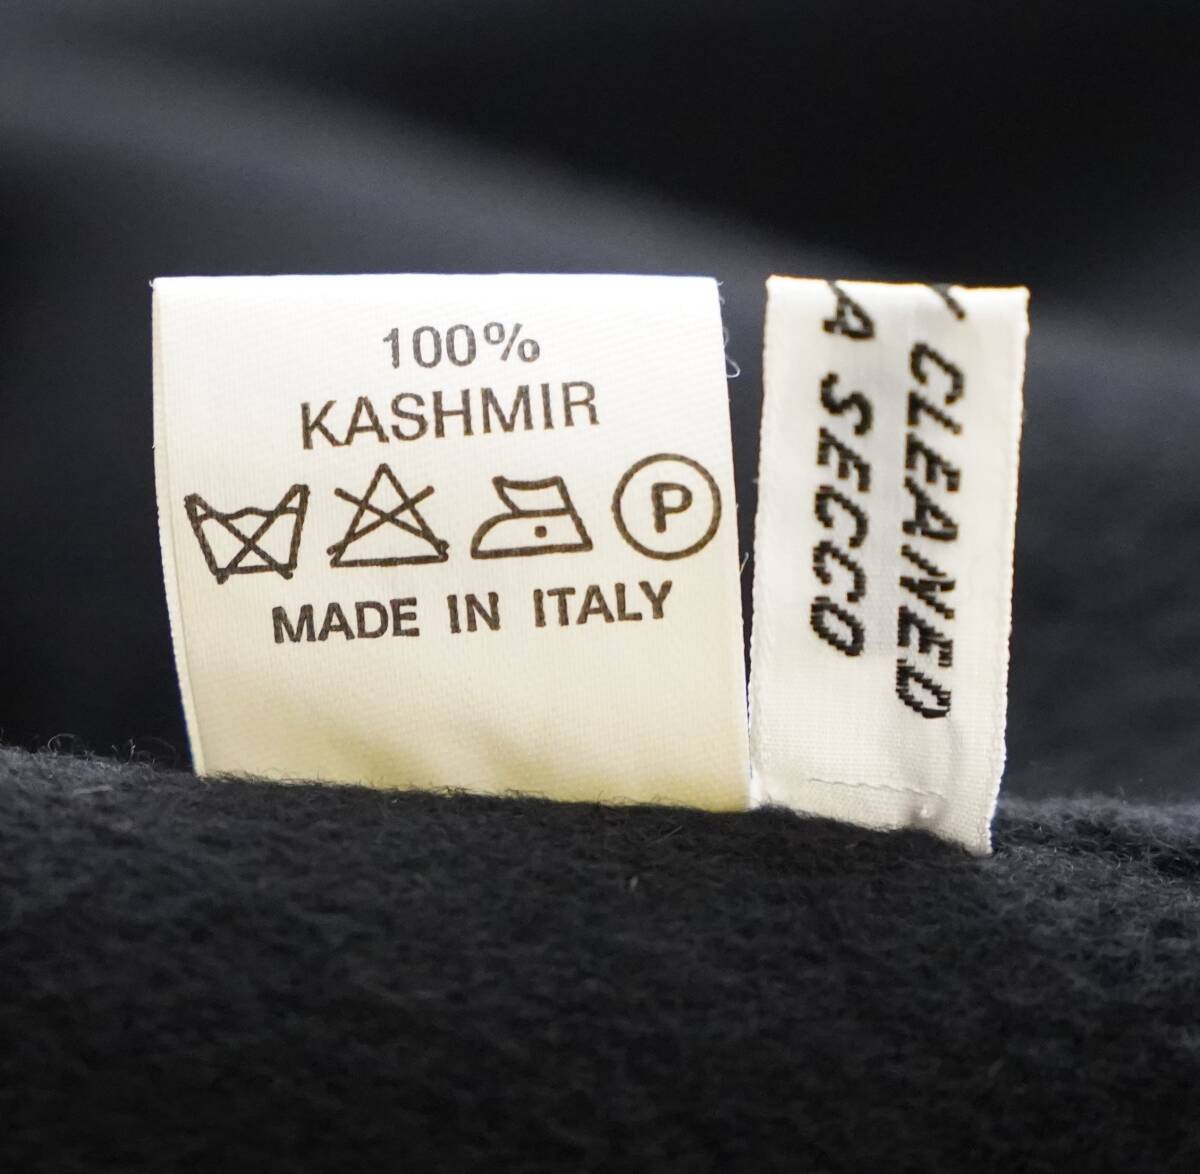 100%
KASHMIR
P
MADE IN ITALY
CLEANED
A SECCO